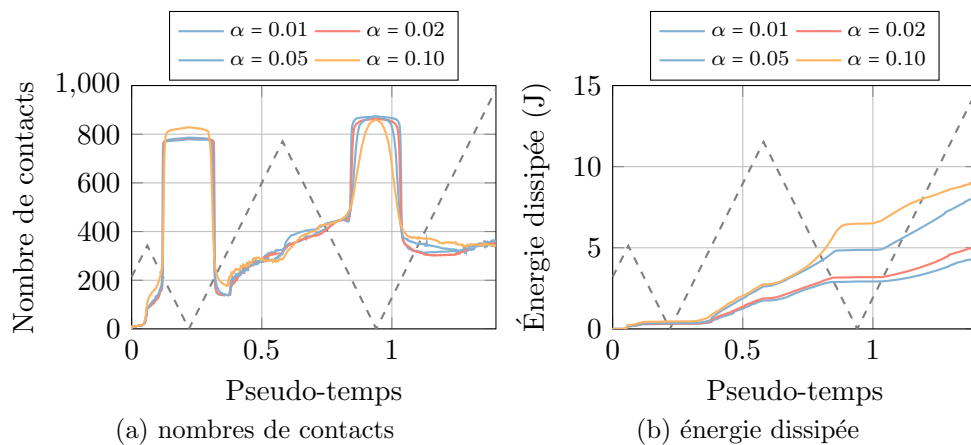 α = 0.01 α = 0.02
α = 0.05 α = 0.10
Nombre de contacts
1,000
800
600
400
200
0
0 0.5 1
Pseudo-temps
(a) nombres de contacts
α = 0.01 α = 0.02
α = 0.05 α = 0.10
Énergie dissipée (J)
15
10
5
0
0 0.5 1
Pseudo-temps
(b) énergie dissipée